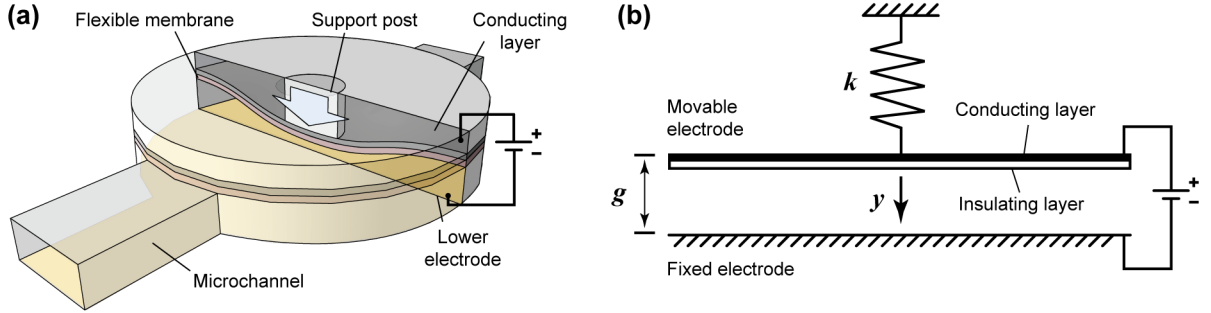 (a)
Flexible membrane
Support post
Conducting
layer
+
-
Lower
electrode
Microchannel
(b)
k
Movable
electrode
Conducting layer
+
-
g
y
Insulating layer
Fixed electrode